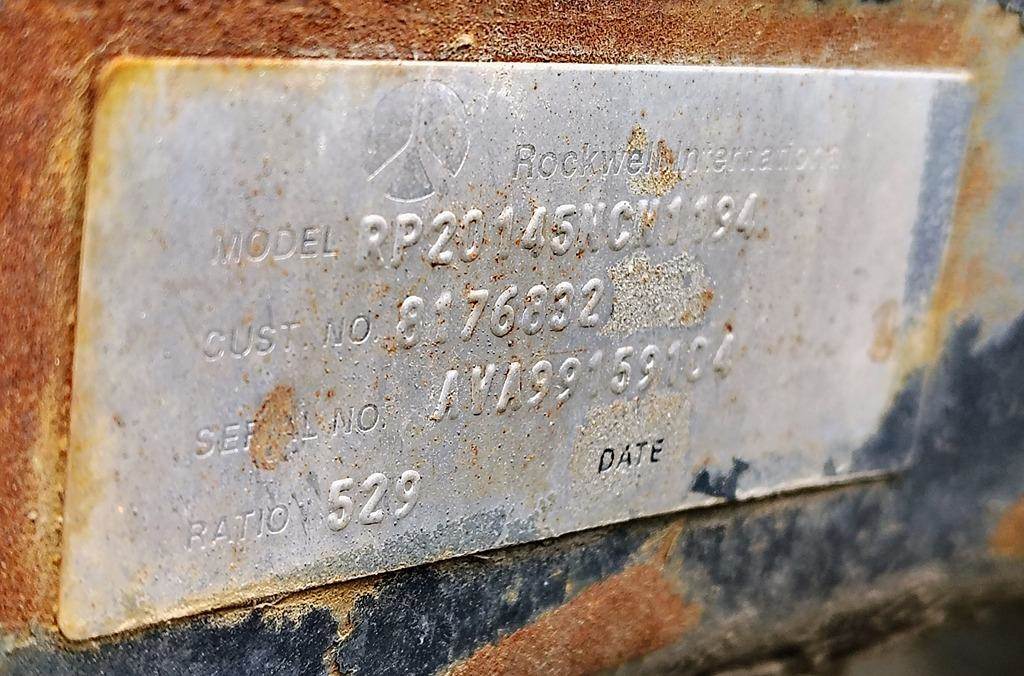 Rockwell International
MODEL RP20145NCN1194
CUST. NO. 8176832
SERIAL NO. AVA99159104
RATIO 529
DATE